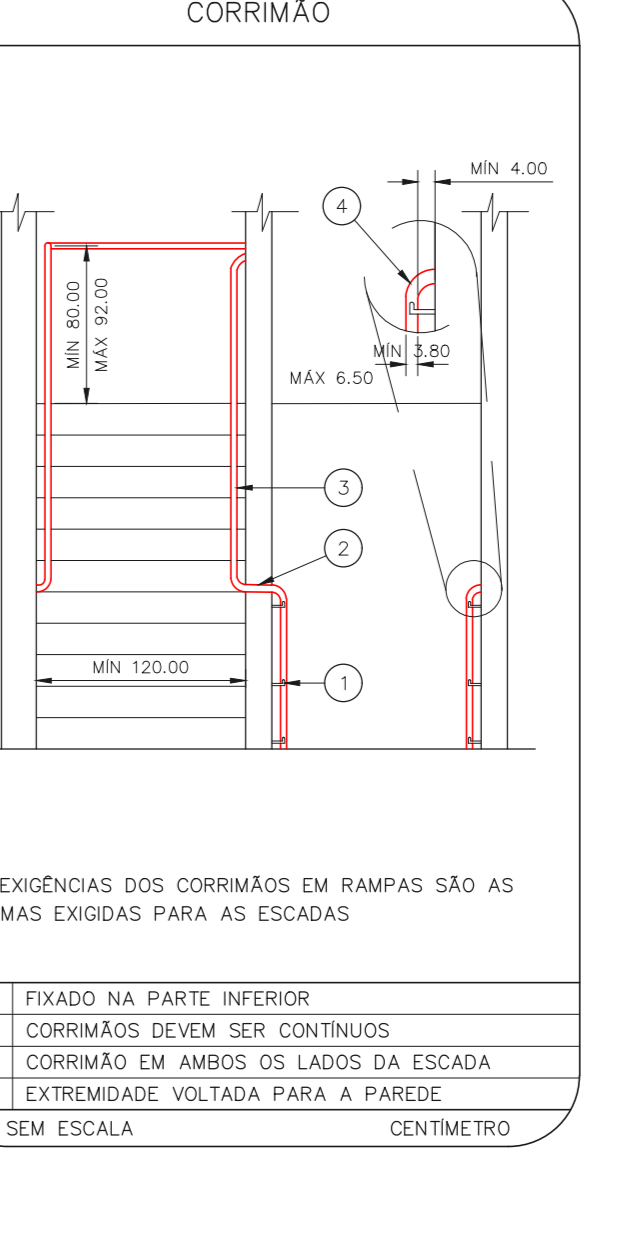 CORRIMÃO
MÍN 4.00
4
MÍN 80.00
MÁX 92.00
MÍN 3.80
MÁX 6.50
3
2
MÍN 120.00
1
EXIGÊNCIAS DOS CORRIMÃOS EM RAMPAS SÃO AS
MAS EXIGIDAS PARA AS ESCADAS
FIXADO NA PARTE INFERIOR
CORRIMÃOS DEVEM SER CONTÍNUOS
CORRIMÃO EM AMBOS OS LADOS DA ESCADA
EXTREMIDADE VOLTADA PARA A PAREDE
SEM ESCALA CENTÍMETRO